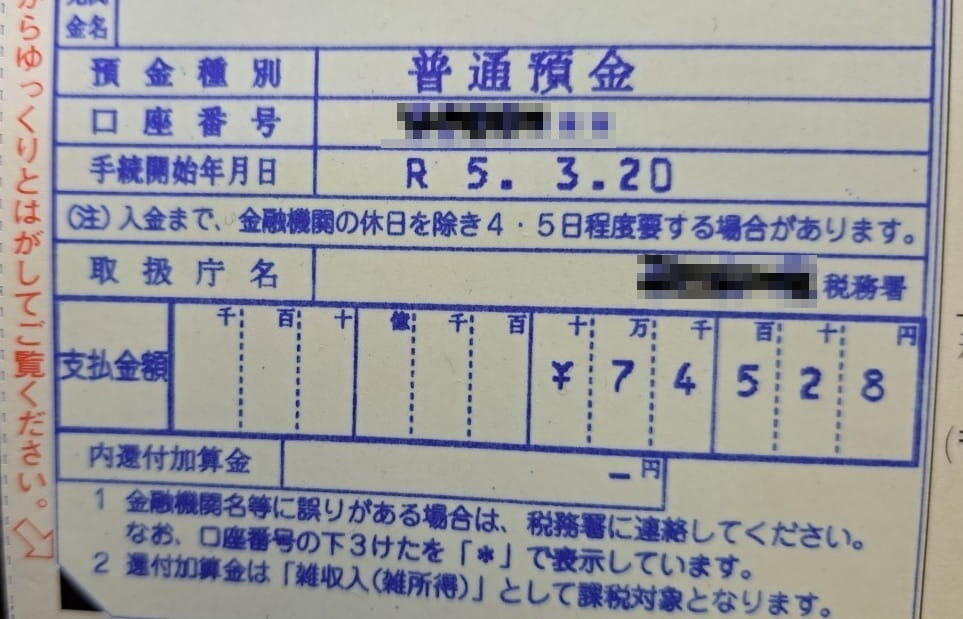 からゆっくりとはがしてご覧ください。
金名
預金種別 普通預金
口座番号
手続開始年月日 R 5. 3.20
(注)入金まで、金融機関の休日を除き4・5日程度要する場合があります。
取扱庁名 税務署
千 百 十 億 千 百 十 万 千 百 十 円
支払金額 ¥ 7 4 5 2 8
内還付加算金 ー 円
1 金融機関名等に誤りがある場合は、税務署に連絡してください。
なお、口座番号の下3けたを「*」で表示しています。
2 還付加算金は「雑収入(雑所得)」として課税対象となります。